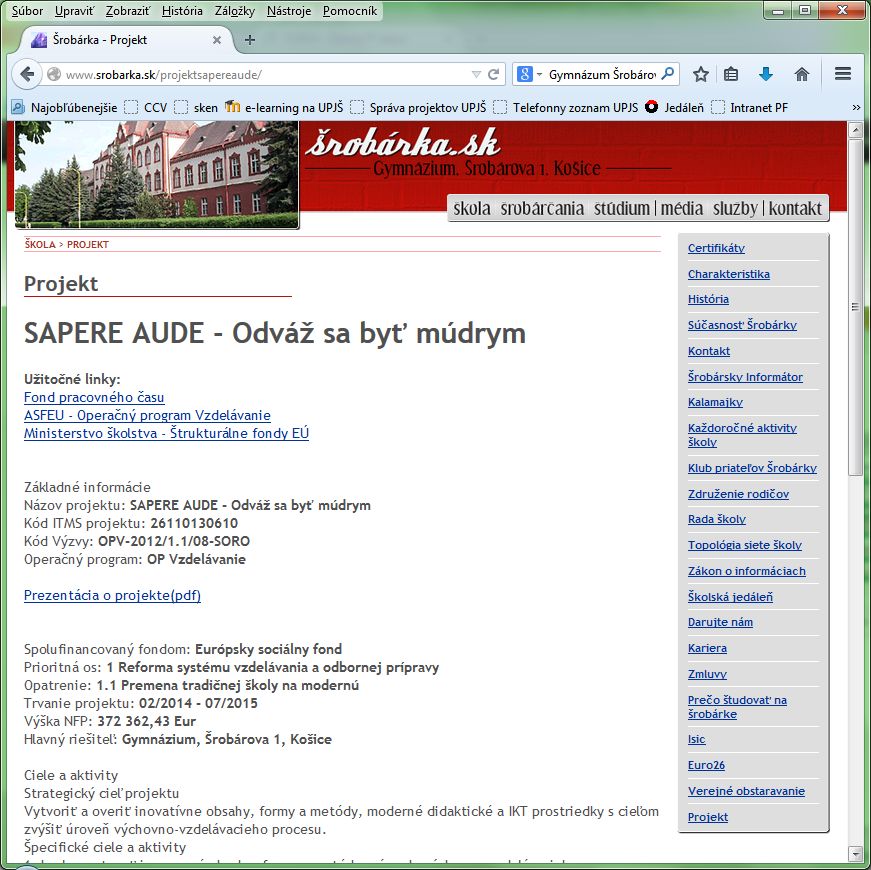 Súbor Upraviť Zobraziť História Záložky Nástroje Pomocník
Šrobárka - Projekt
www.srobarka.sk/projektsapereaude/
Gymnázum Šrobárov
Najobľúbenejšie CCV sken e-learning na UPJŠ Správa projektov UPJŠ Telefonny zoznam UPJS Jedáleň Intranet PF »
šrobárka.sk
Gymnázium, Šrobárova 1, Košice
škola šrobárčania štúdium | média služby | kontakt
ŠKOLA > PROJEKT
Projekt
SAPERE AUDE - Odváž sa byť múdrym
Užitočné linky:
Fond pracovného času
ASFEU - Operačný program Vzdelávanie
Ministerstvo školstva - Štrukturálne fondy EÚ
Základné informácie
Názov projektu: SAPERE AUDE - Odváž sa byť múdrym
Kód ITMS projektu: 26110130610
Kód Výzvy: OPV-2012/1.1/08-SORO
Operačný program: OP Vzdelávanie
Prezentácia o projekte(pdf)
Spolufinancovaný fondom: Európsky sociálny fond
Prioritná os: 1 Reforma systému vzdelávania a odbornej prípravy
Opatrenie: 1.1 Premena tradičnej školy na modernú
Trvanie projektu: 02/2014 - 07/2015
Výška NFP: 372 362,43 Eur
Hlavný riešiteľ: Gymnázium, Šrobárova 1, Košice
Ciele a aktivity
Strategický cieľ projektu
Vytvoriť a overiť inovatívne obsahy, formy a metódy, moderné didaktické a IKT prostriedky s cieľom
zvýšiť úroveň výchovno-vzdelávacieho procesu.
Špecifické ciele a aktivity
Certifikáty
Charakteristika
História
Súčasnosť Šrobárky
Kontakt
Šrobársky Informátor
Kalamajky
Každoročné aktivity
školy
Klub priateľov Šrobárky
Združenie rodičov
Rada školy
Topológia siete školy
Zákon o informáciach
Školská jedáleň
Darujte nám
Kariera
Zmluvy
Prečo študovať na
šrobárke
Isic
Euro26
Verejné obstaravanie
Projekt